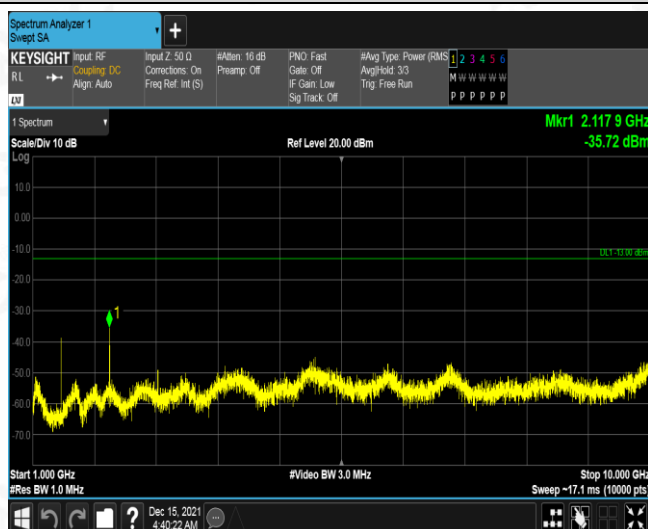 Spectrum Analyzer 1
Swept SA
+
KEYSIGHT
RL
LXI
Input: RF
Coupling: DC
Align: Auto
Input Z: 50 Ω
Corrections: On
Freq Ref: Int (S)
#Atten: 16 dB
Preamp: Off
PNO: Fast
Gate: Off
IF Gain: Low
Sig Track: Off
#Avg Type: Power (RMS
Avg|Hold: 3/3
Trig: Free Run
1 2 3 4 5 6
M W W W W W
P P P P P P
1 Spectrum
Mkr1 2.117 9 GHz
-35.72 dBm
Scale/Div 10 dB
Ref Level 20.00 dBm
Log
10.0
0.00
-10.0
DL1 -13.00 dBm
-20.0
-30.0
1
-40.0
-50.0
-60.0
-70.0
Start 1.000 GHz
#Video BW 3.0 MHz
Stop 10.000 GHz
#Res BW 1.0 MHz
Sweep ~17.1 ms (10000 pts)
?
Dec 15, 2021
4:40:22 AM